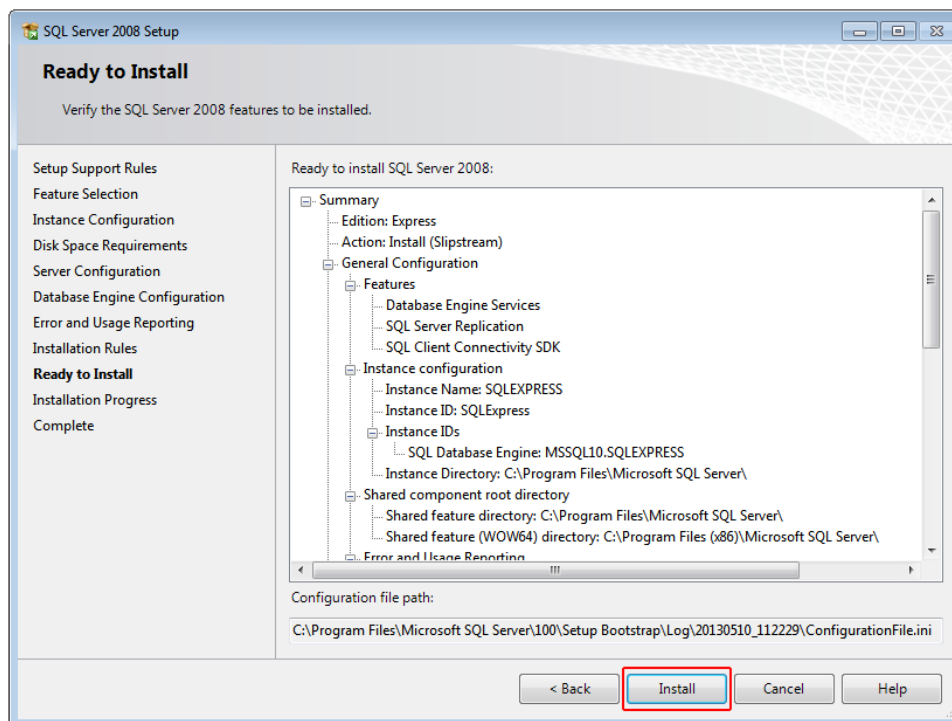 SQL Server 2008 Setup
Ready to Install
Verify the SQL Server 2008 features to be installed.
Setup Support Rules
Feature Selection
Instance Configuration
Disk Space Requirements
Server Configuration
Database Engine Configuration
Error and Usage Reporting
Installation Rules
Ready to Install
Installation Progress
Complete
Ready to install SQL Server 2008:
Summary
Edition: Express
Action: Install (Slipstream)
General Configuration
Features
Database Engine Services
SQL Server Replication
SQL Client Connectivity SDK
Instance configuration
Instance Name: SQLEXPRESS
Instance ID: SQLExpress
Instance IDs
SQL Database Engine: MSSQL10.SQLEXPRESS
Instance Directory: C:\Program Files\Microsoft SQL Server\
Shared component root directory
Shared feature directory: C:\Program Files\Microsoft SQL Server\
Shared feature (WOW64) directory: C:\Program Files (x86)\Microsoft SQL Server\
Error and Usage Reporting
Configuration file path:
C:\Program Files\Microsoft SQL Server\100\Setup Bootstrap\Log\20130510_112229\ConfigurationFile.ini
< Back
Install
Cancel
Help